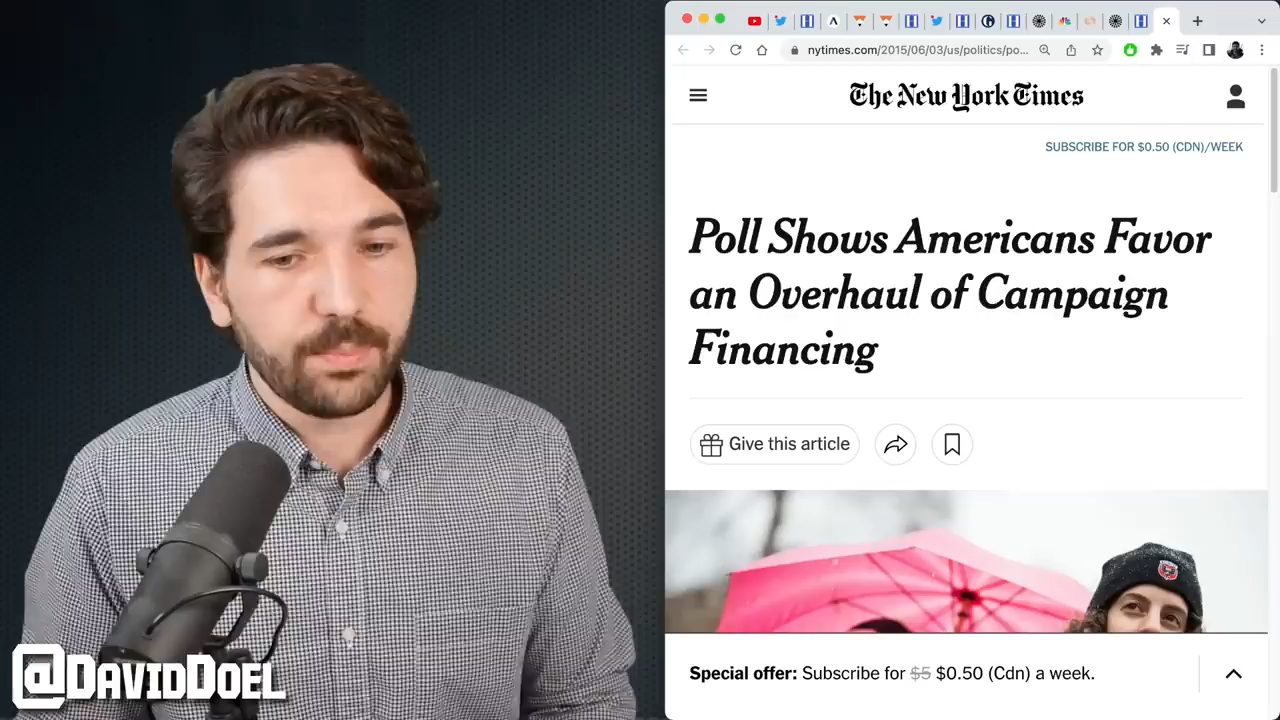 nytimes.com/2015/06/03/us/politics/po...
The New York Times
SUBSCRIBE FOR $0.50 (CDN)/WEEK
Poll Shows Americans Favor
an Overhaul of Campaign
Financing
Give this article
Special offer: Subscribe for $5 $0.50 (Cdn) a week.
@DAVIDDOEL